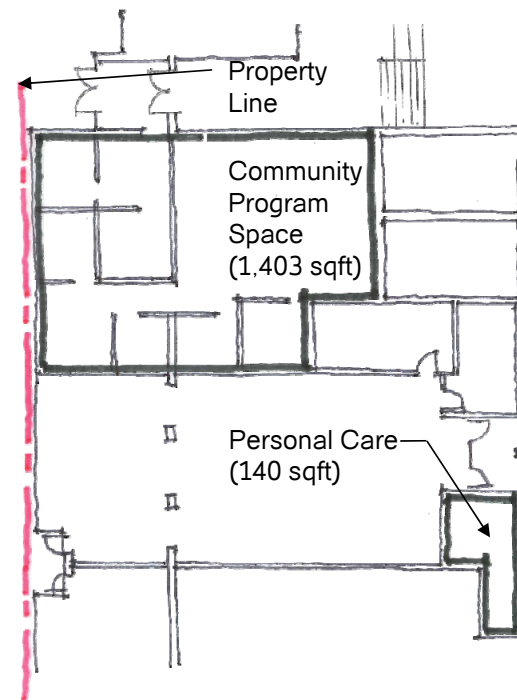 Property
Line
Community
Program
Space
(1,403 sqft)
Personal Care
(140 sqft)